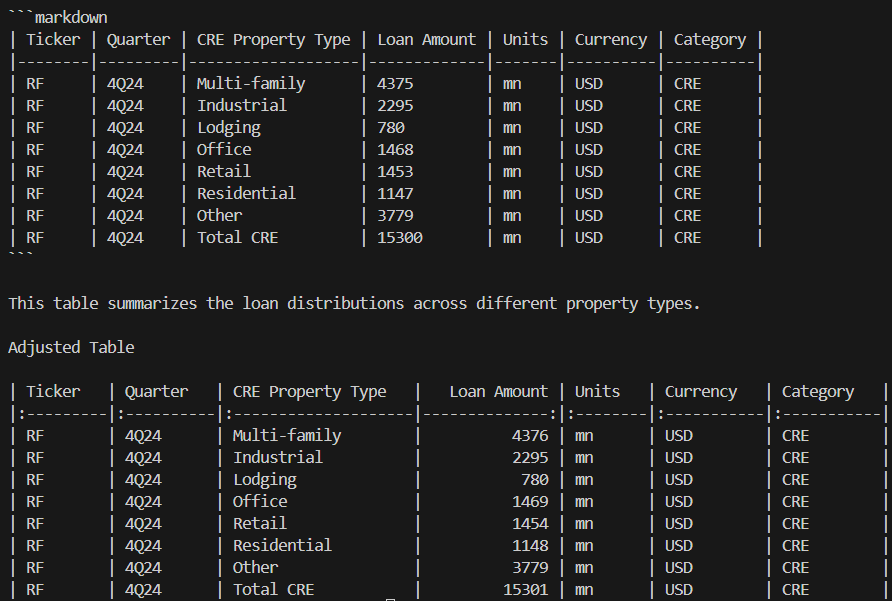 ```markdown
| Ticker | Quarter | CRE Property Type | Loan Amount | Units | Currency | Category |
|--------|---------|-------------------|-------------|-------|----------|----------|
| RF     | 4Q24    | Multi-family      | 4375        | mn    | USD      | CRE      |
| RF     | 4Q24    | Industrial        | 2295        | mn    | USD      | CRE      |
| RF     | 4Q24    | Lodging           | 780         | mn    | USD      | CRE      |
| RF     | 4Q24    | Office            | 1468        | mn    | USD      | CRE      |
| RF     | 4Q24    | Retail            | 1453        | mn    | USD      | CRE      |
| RF     | 4Q24    | Residential       | 1147        | mn    | USD      | CRE      |
| RF     | 4Q24    | Other             | 3779        | mn    | USD      | CRE      |
| RF     | 4Q24    | Total CRE         | 15300       | mn    | USD      | CRE      |
```
This table summarizes the loan distributions across different property types.
Adjusted Table
| Ticker   | Quarter   | CRE Property Type   |   Loan Amount | Units   | Currency   | Category   |
|:---------|:----------|:--------------------|--------------:|:--------|:-----------|:-----------|
| RF       | 4Q24      | Multi-family        |          4376 | mn      | USD        | CRE        |
| RF       | 4Q24      | Industrial          |          2295 | mn      | USD        | CRE        |
| RF       | 4Q24      | Lodging             |           780 | mn      | USD        | CRE        |
| RF       | 4Q24      | Office              |          1469 | mn      | USD        | CRE        |
| RF       | 4Q24      | Retail              |          1454 | mn      | USD        | CRE        |
| RF       | 4Q24      | Residential         |          1148 | mn      | USD        | CRE        |
| RF       | 4Q24      | Other               |          3779 | mn      | USD        | CRE        |
| RF       | 4Q24      | Total CRE           |         15301 | mn      | USD        | CRE        |